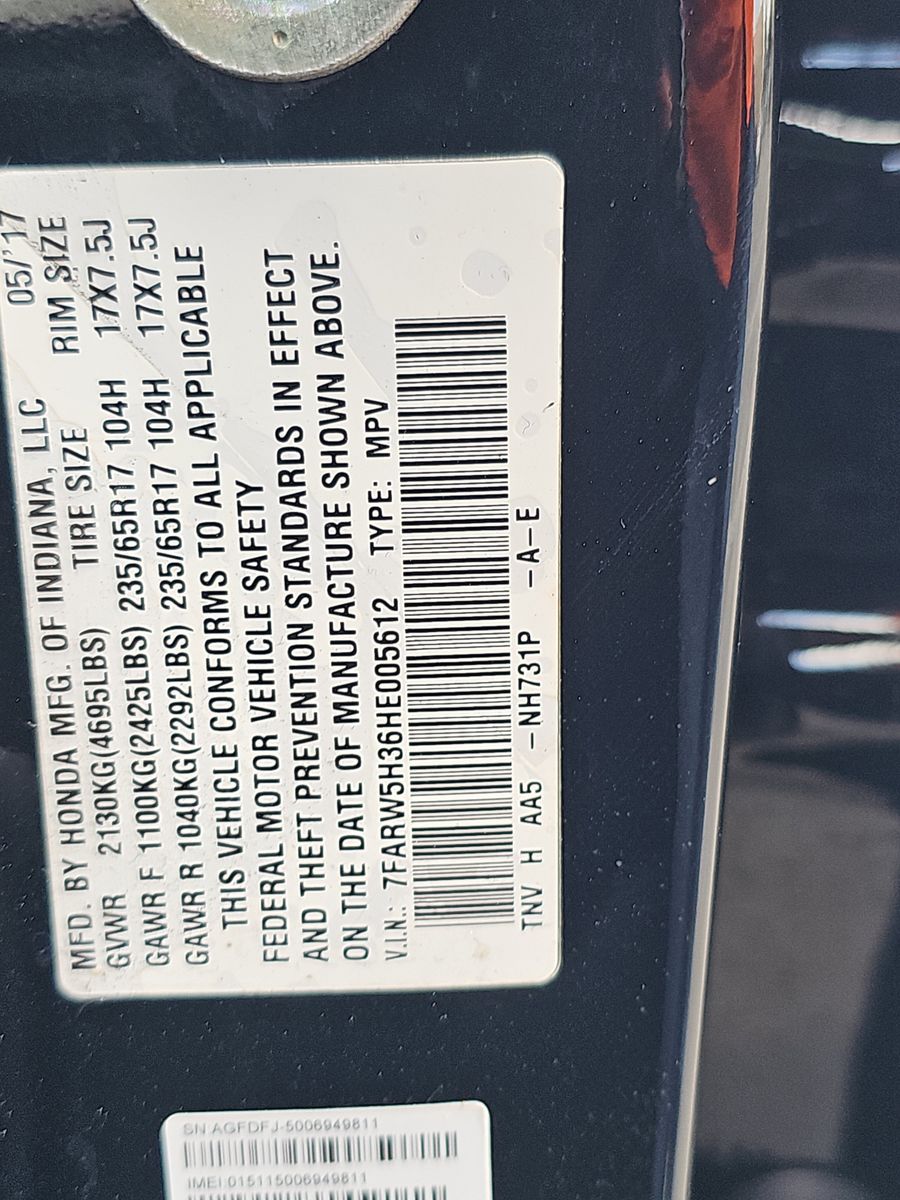 MFD. BY HONDA MFG. OF INDIANA, LLC 05/'17
GVWR 2130KG(4695LBS) TIRE SIZE RIM SIZE
GAWR F 1100KG(2425LBS) 235/65R17 104H 17X7.5J
GAWR R 1040KG(2292LBS) 235/65R17 104H 17X7.5J
THIS VEHICLE CONFORMS TO ALL APPLICABLE
FEDERAL MOTOR VEHICLE SAFETY
AND THEFT PREVENTION STANDARDS IN EFFECT
ON THE DATE OF MANUFACTURE SHOWN ABOVE.
V.I.N.: 7FARW5H36HE005612 TYPE: MPV
TNV H AA5 -NH731P -A-E
SN:AGFDFJ-5006949811
IMEI:015115006949811